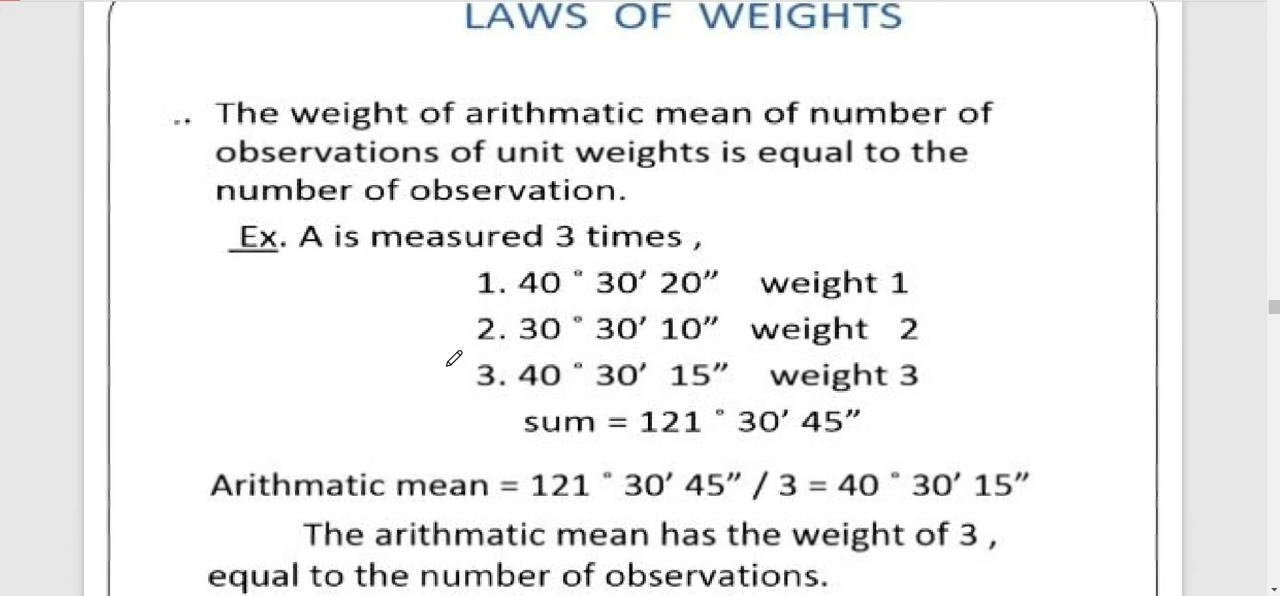 LAWS OF WEIGHTS
.. The weight of arithmatic mean of number of
observations of unit weights is equal to the
number of observation.
Ex. A is measured 3 times ,
1. 40 ° 30′ 20″ weight 1
2. 30 ° 30′ 10″ weight 2
3. 40 ° 30′ 15″ weight 3
sum = 121 ° 30′ 45″
Arithmatic mean = 121 ° 30′ 45″ / 3 = 40 ° 30′ 15″
The arithmatic mean has the weight of 3 ,
equal to the number of observations.